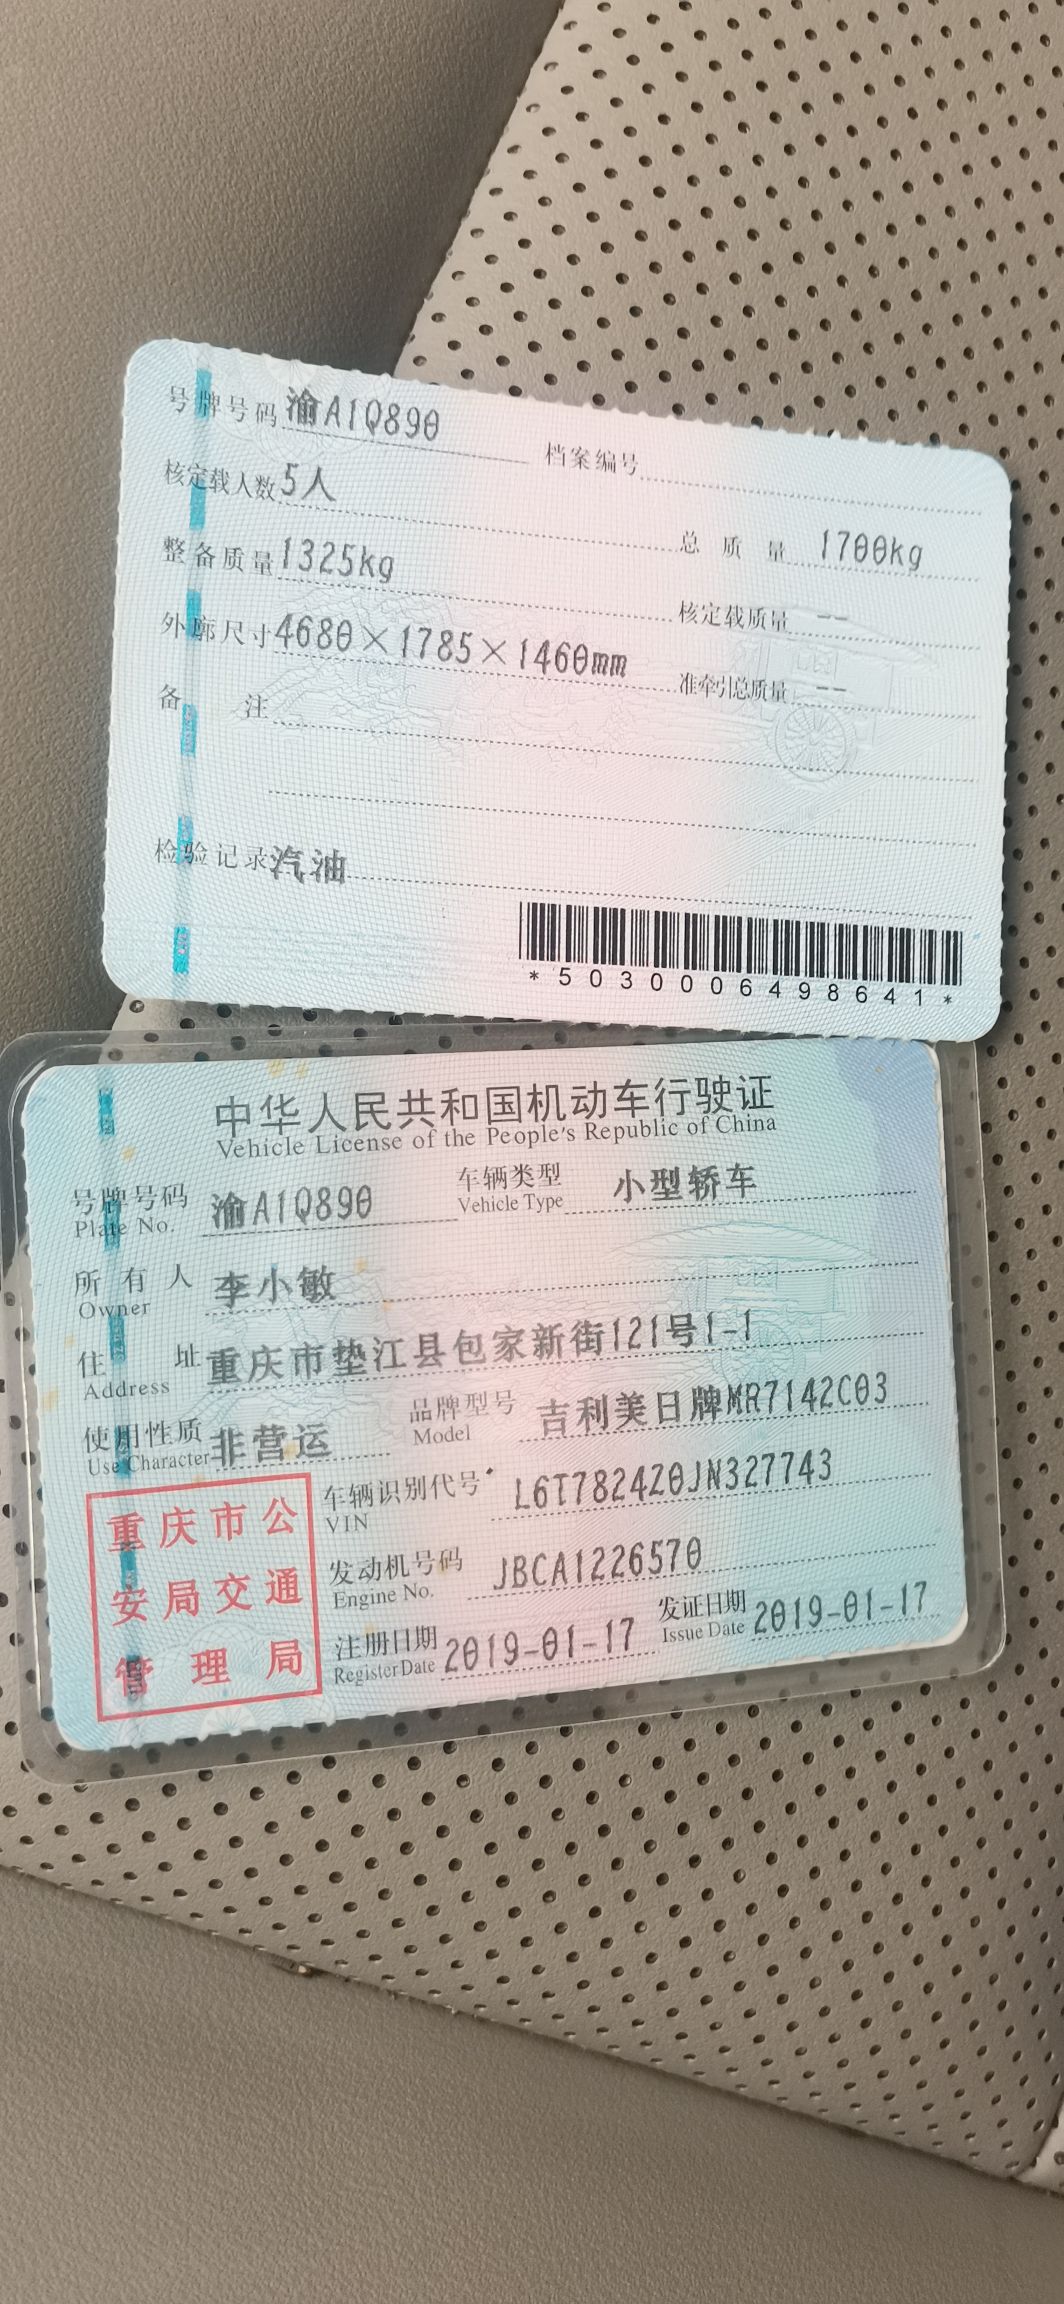 号牌号码 渝A1Q890 档案编号
核定载人数 5人 总质量 1700kg
整备质量 1325kg 核定载质量 --
外廓尺寸 4680×1785×1460mm 准牵引总质量 --
备注
检验记录 汽油
*5030006498641*
中华人民共和国机动车行驶证
Vehicle License of the People's Republic of China
号牌号码 渝A1Q890 车辆类型 小型轿车
Plate No. Vehicle Type
所有人 李小敏
Owner
住址 重庆市垫江县包家新街121号1-1
Address
使用性质 非营运 品牌型号 吉利美日牌MR7142C03
Use Character Model
车辆识别代号 L6T7824Z0JN327743
VIN
发动机号码 JBCA1226570
Engine No.
注册日期 2019-01-17 发证日期 2019-01-17
Register Date Issue Date
重庆市公
安局交通
管理局